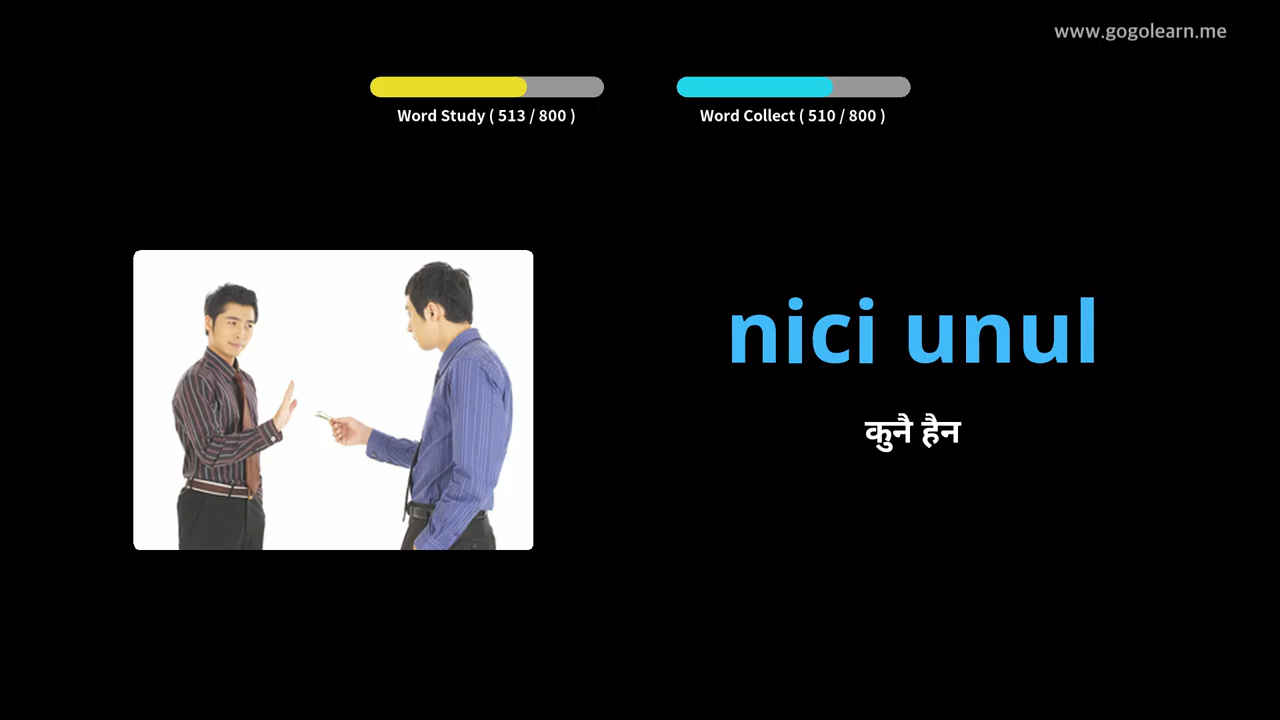 www.gogolearn.me
Word Study ( 513 / 800 )
Word Collect ( 510 / 800 )
nici unul
कुनै हैन